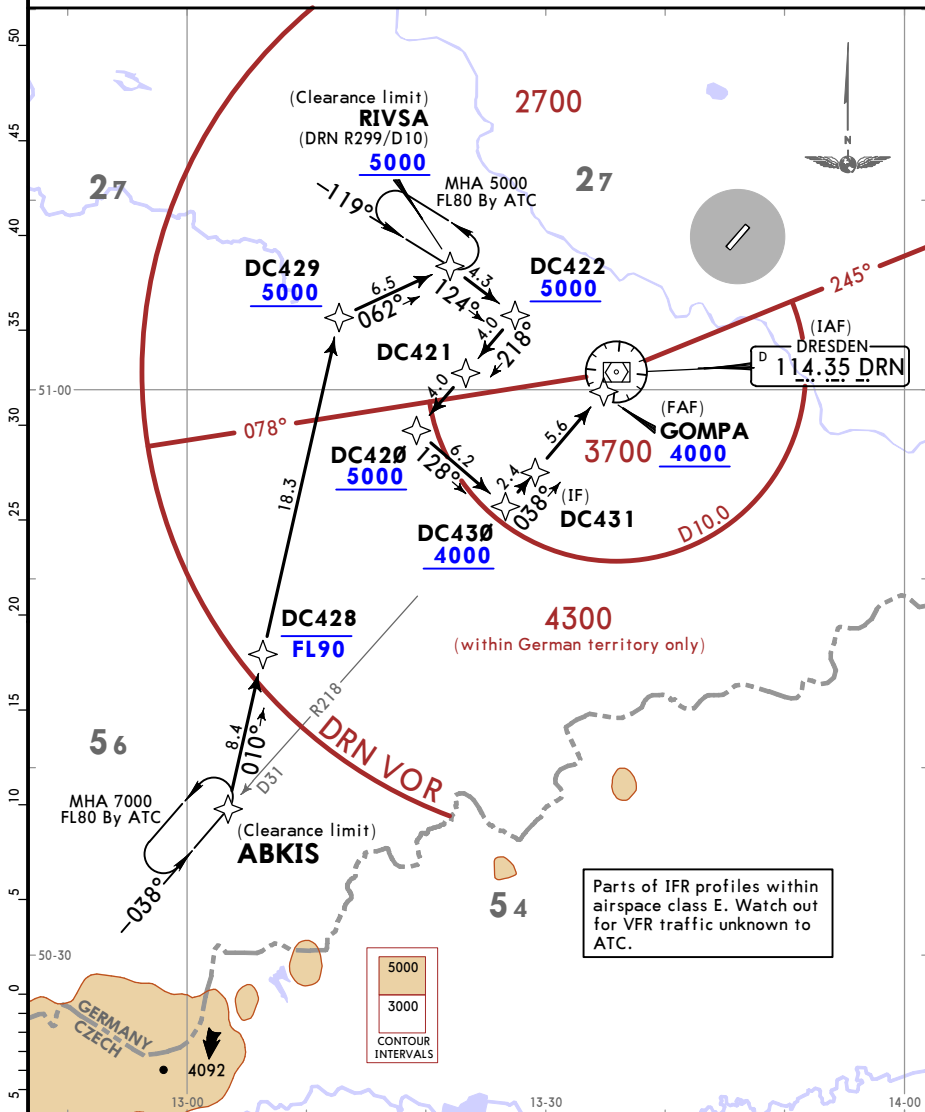 50
45
40
35
30
25
20
15
10
5
0
5
2700
(Clearance limit)
RIVSA
(DRN R299/D10)
5000
MHA 5000
FL80 By ATC
119°
27
27
N
DC429
5000
6.5
062°
4.3
124°
DC422
5000
4.0
218°
DC421
4.0
245°
(IAF)
DRESDEN
D 114.35 DRN
51-00
078°
(FAF)
GOMPA
4000
3700
5.6
DC42Ø
5000
6.2
128°
2.4
038°
(IF)
DC431
DC43Ø
4000
D10.0
18.3
4300
(within German territory only)
DC428
FL90
R218
D31
DRN VOR
56
8.4
010°
MHA 7000
FL80 By ATC
(Clearance limit)
ABKIS
038°
54
Parts of IFR profiles within
airspace class E. Watch out
for VFR traffic unknown to
ATC.
50-30
5000
3000
CONTOUR
INTERVALS
GERMANY
CZECH
4092
13-00
13-30
14-00